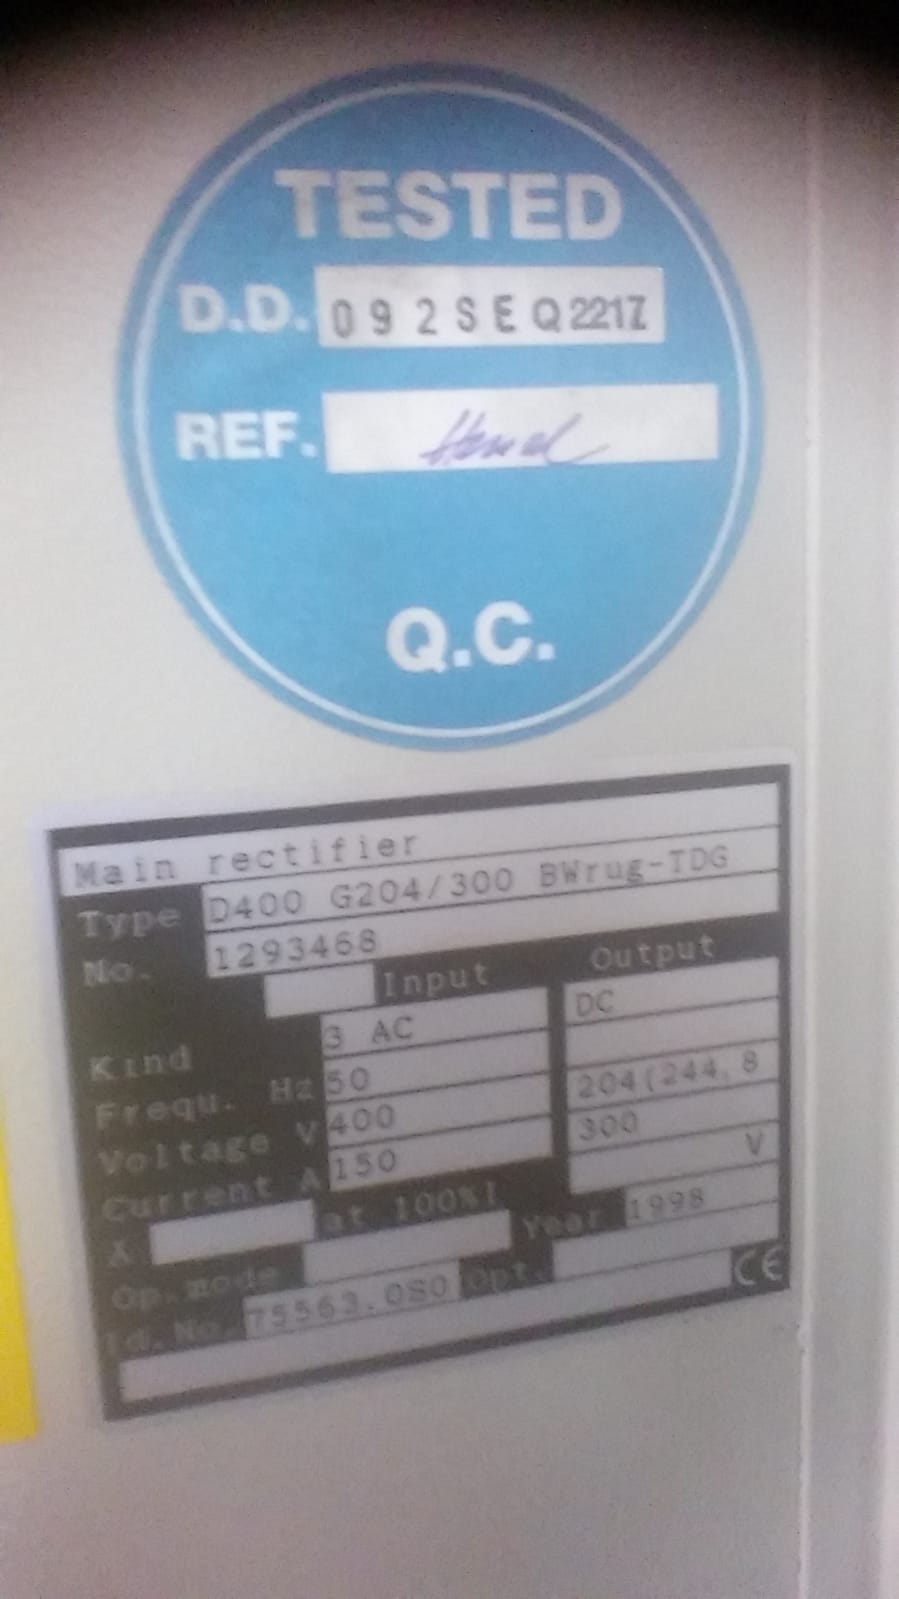 TESTED
D.D. 092SEQ221Z
REF.
Q.C.
Main rectifier
Type D400 G204/300 BWrug-TDG
No. 1293468
Input Output
Kind 3 AC DC
Frequ. Hz 50
Voltage V 400 204(244,8
Current A 150 300
at 100%I V
Op.mode Year 1998
Id.No. 75563.0S0 Opt.
CE